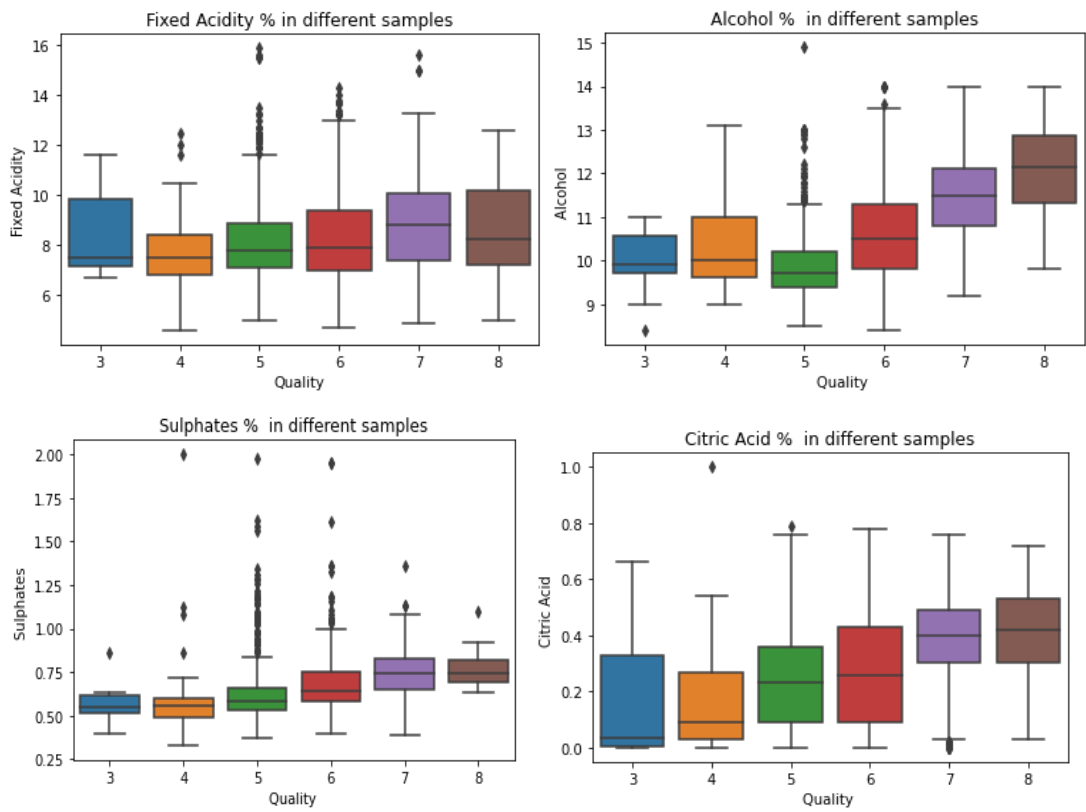 Fixed Acidity % in different samples
16
14
12
10
8
6
Fixed Acidity
3 4 5 6 7 8
Quality
Alcohol %  in different samples
15
14
13
12
11
10
9
Alcohol
3 4 5 6 7 8
Quality
Sulphates %  in different samples
2.00
1.75
1.50
1.25
1.00
0.75
0.50
0.25
Sulphates
3 4 5 6 7 8
Quality
Citric Acid %  in different samples
1.0
0.8
0.6
0.4
0.2
0.0
Citric Acid
3 4 5 6 7 8
Quality